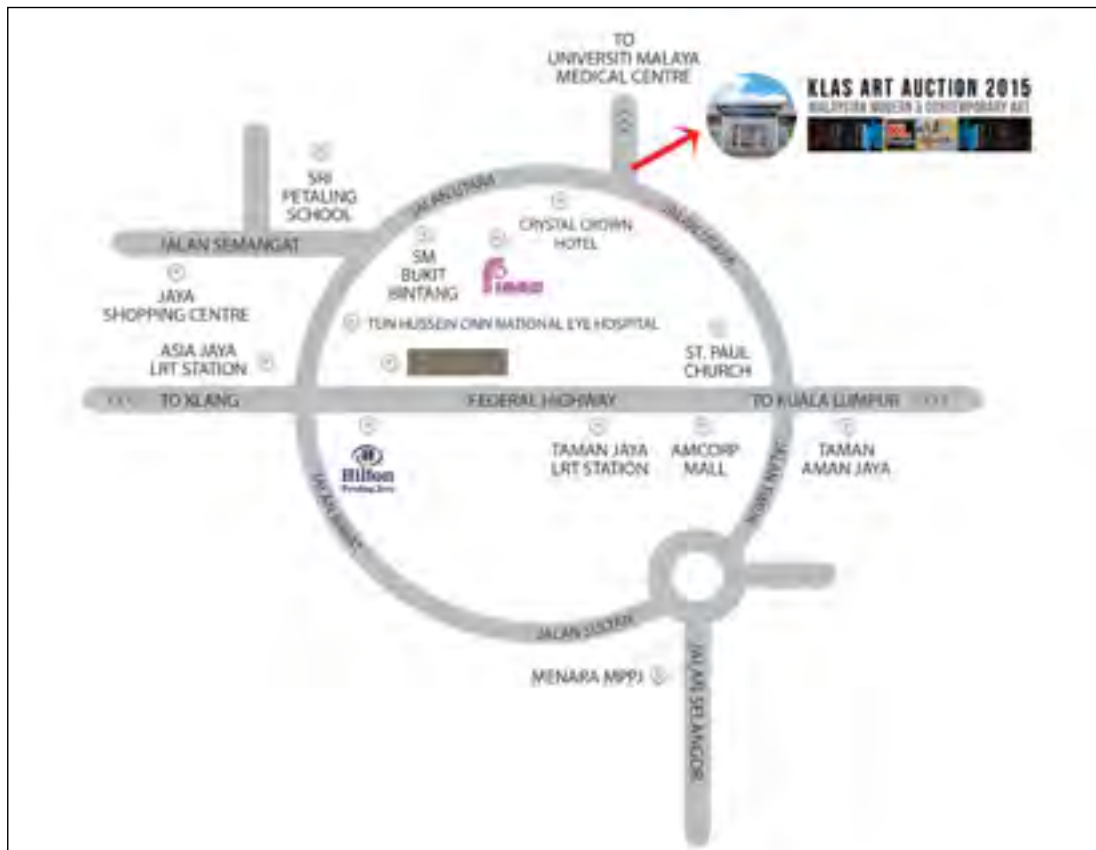 TO
UNIVERSITI MALAYA
MEDICAL CENTRE
KLAS ART AUCTION 2015
MALAYSIAN MODERN & CONTEMPORARY ART
SRI
PETALING
SCHOOL
JALAN UTARA
CRYSTAL CROWN
HOTEL
JALAN SEMANGAT
SM
BUKIT
BINTANG
JAYA
SHOPPING CENTRE
TUN HUSSEIN ONN NATIONAL EYE HOSPITAL
ASIA JAYA
LRT STATION
ST. PAUL
CHURCH
TO KLANG
FEDERAL HIGHWAY
TO KUALA LUMPUR
Hilton
Petaling Jaya
TAMAN JAYA
LRT STATION
AMCORP
MALL
TAMAN
AMAN JAYA
JALAN BARAT
JALAN TIMUR
JALAN SULTAN
MENARA MPPJ
JALAN SELANGOR